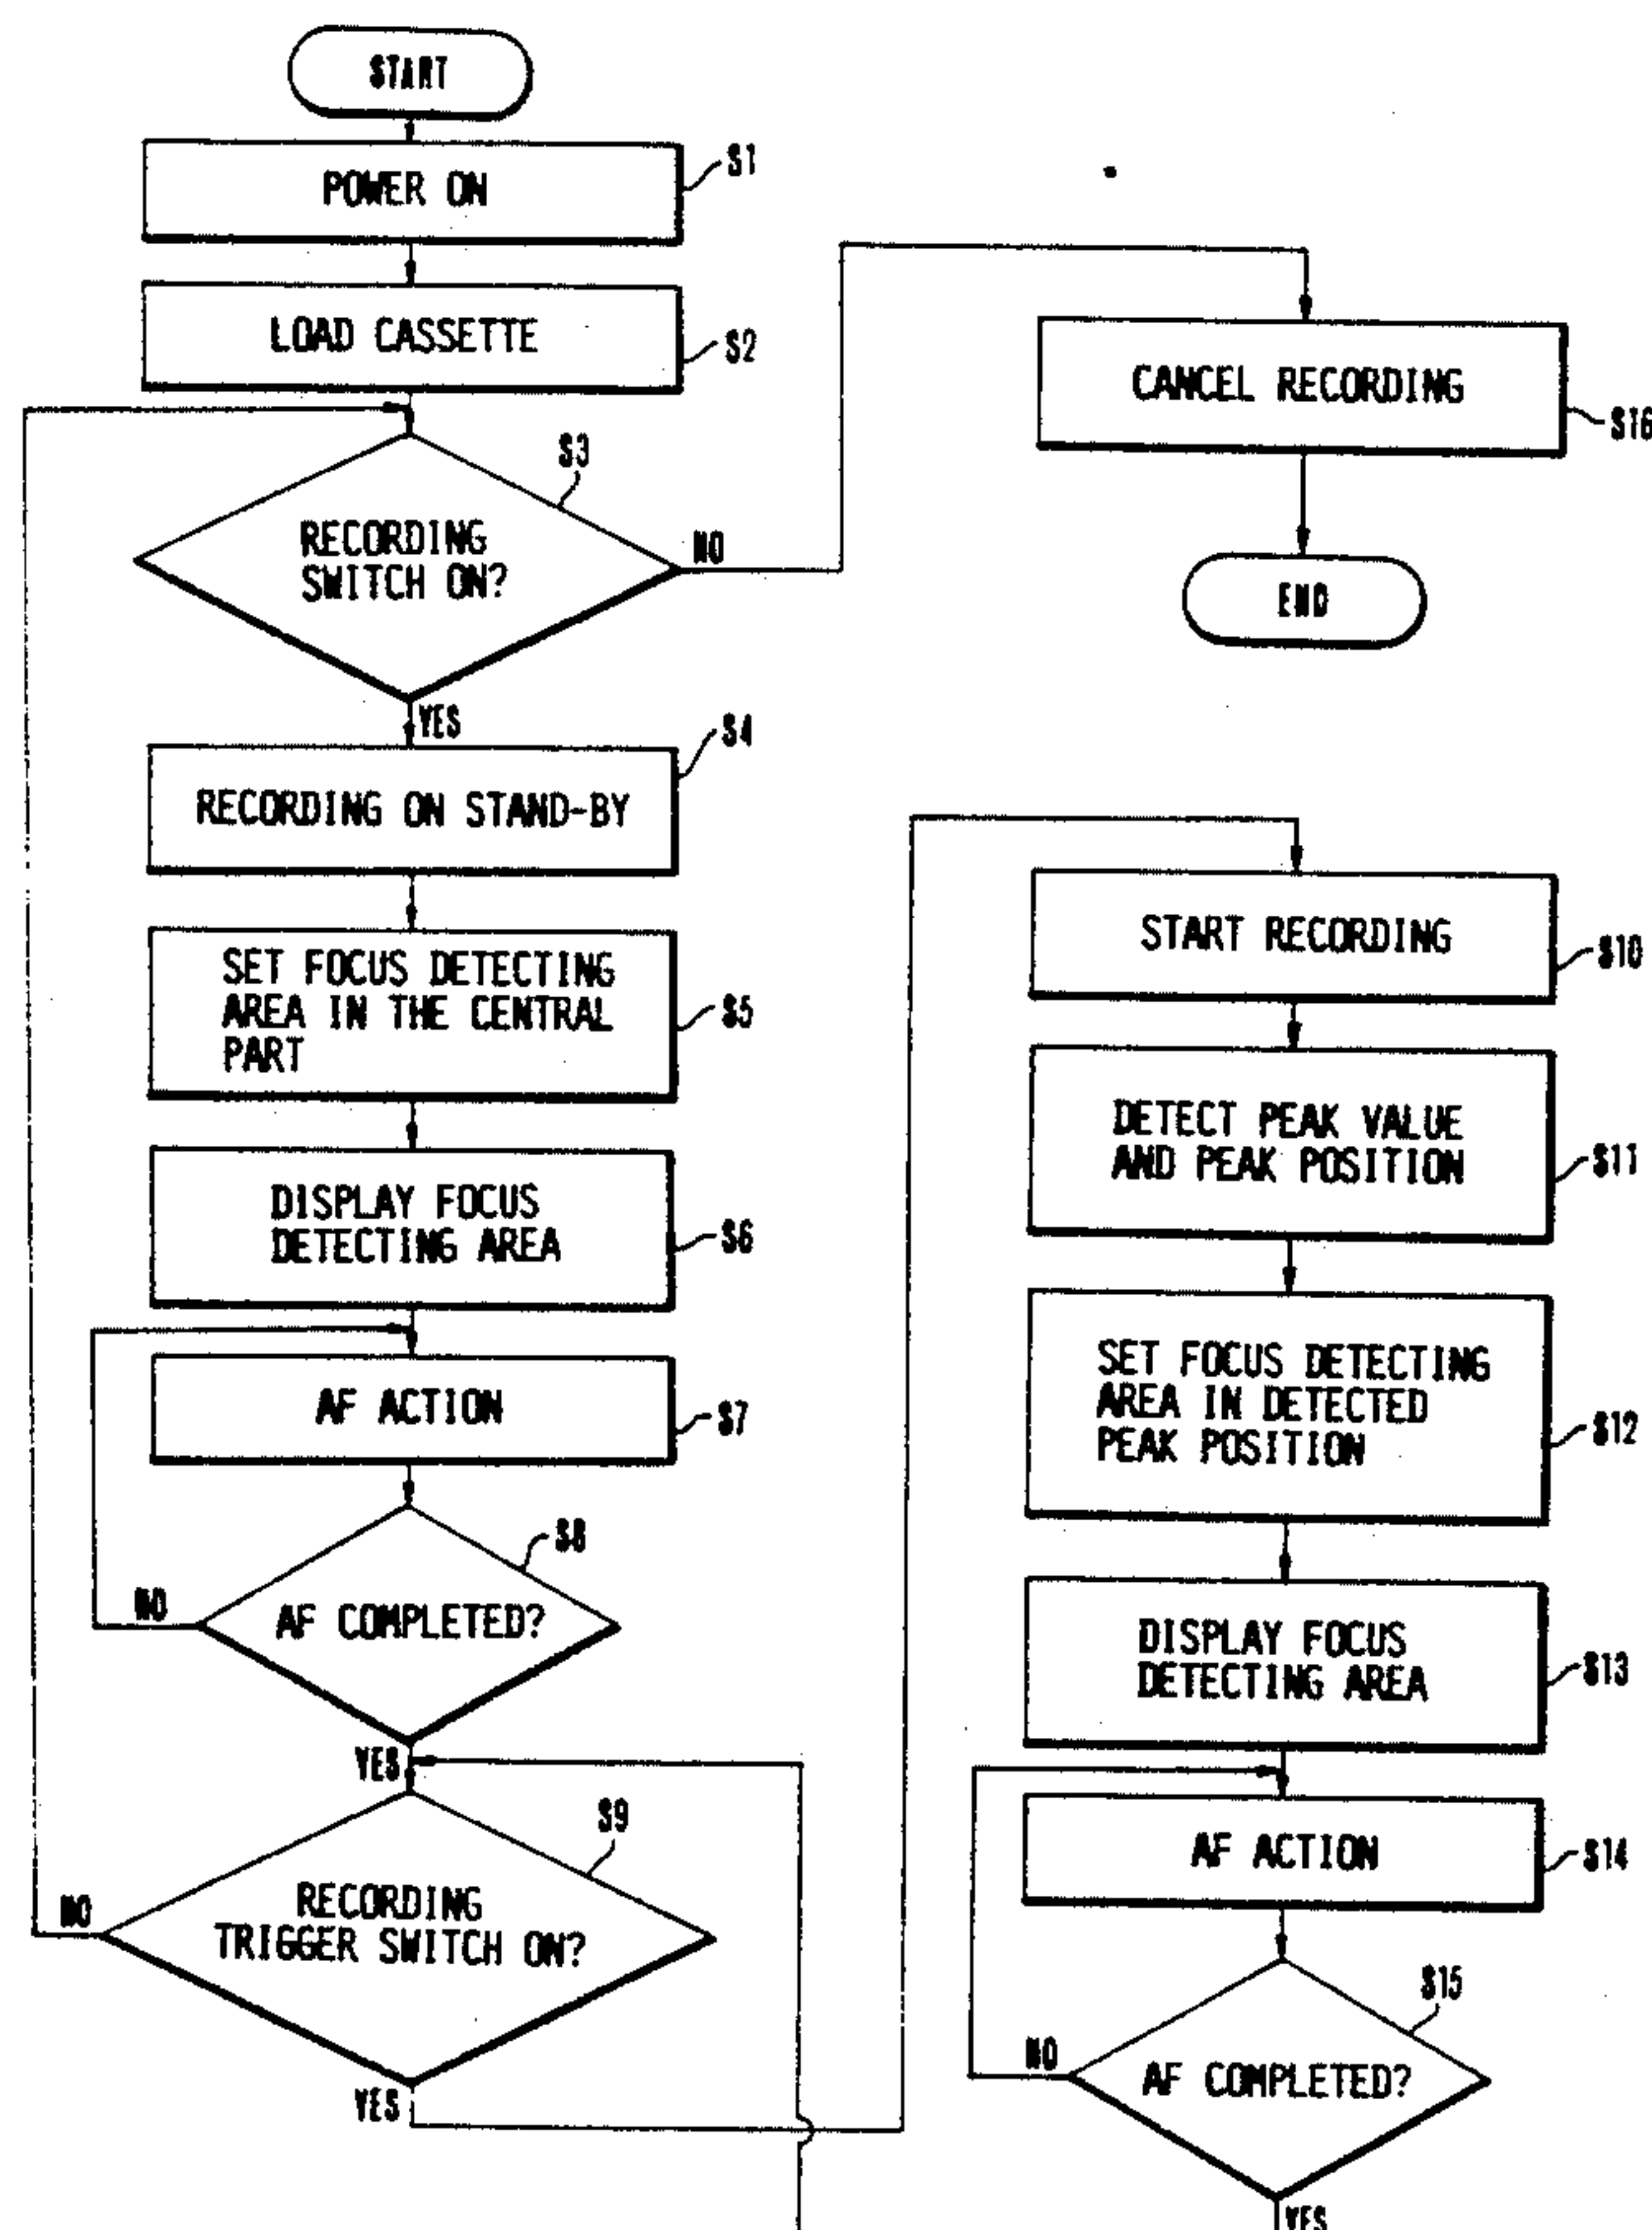 START
POWER ON
S1
LOAD CASSETTE
S2
S3
RECORDING
SWITCH ON?
NO
YES
S4
RECORDING ON STAND-BY
SET FOCUS DETECTING
AREA IN THE CENTRAL
PART
S5
DISPLAY FOCUS
DETECTING AREA
S6
AF ACTION
S7
S8
AF COMPLETED?
NO
YES
S9
RECORDING
TRIGGER SWITCH ON?
NO
YES
CANCEL RECORDING
S16
END
START RECORDING
S10
DETECT PEAK VALUE
AND PEAK POSITION
S11
SET FOCUS DETECTING
AREA IN DETECTED
PEAK POSITION
S12
DISPLAY FOCUS
DETECTING AREA
S13
AF ACTION
S14
S15
AF COMPLETED?
NO
YES